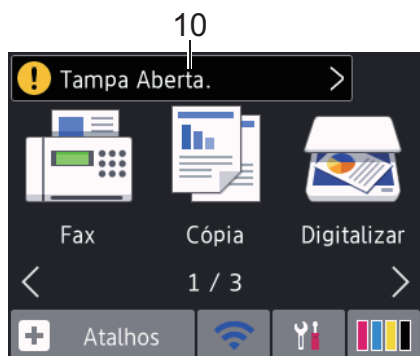 10
! Tampa Aberta. >
Fax Cópia Digitalizar
< 1 / 3 >
+ Atalhos